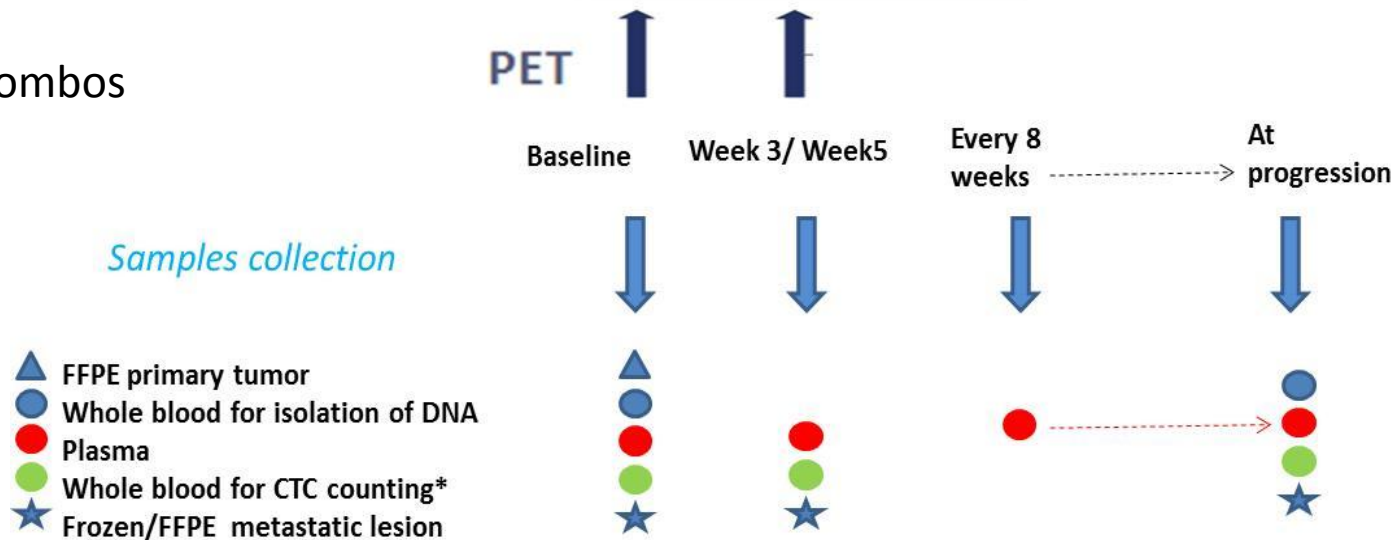 PET
Baseline
Week 3/ Week5
Every 8
weeks
At
progression
Samples collection
FFPE primary tumor
Whole blood for isolation of DNA
Plasma
Whole blood for CTC counting*
Frozen/FFPE metastatic lesion